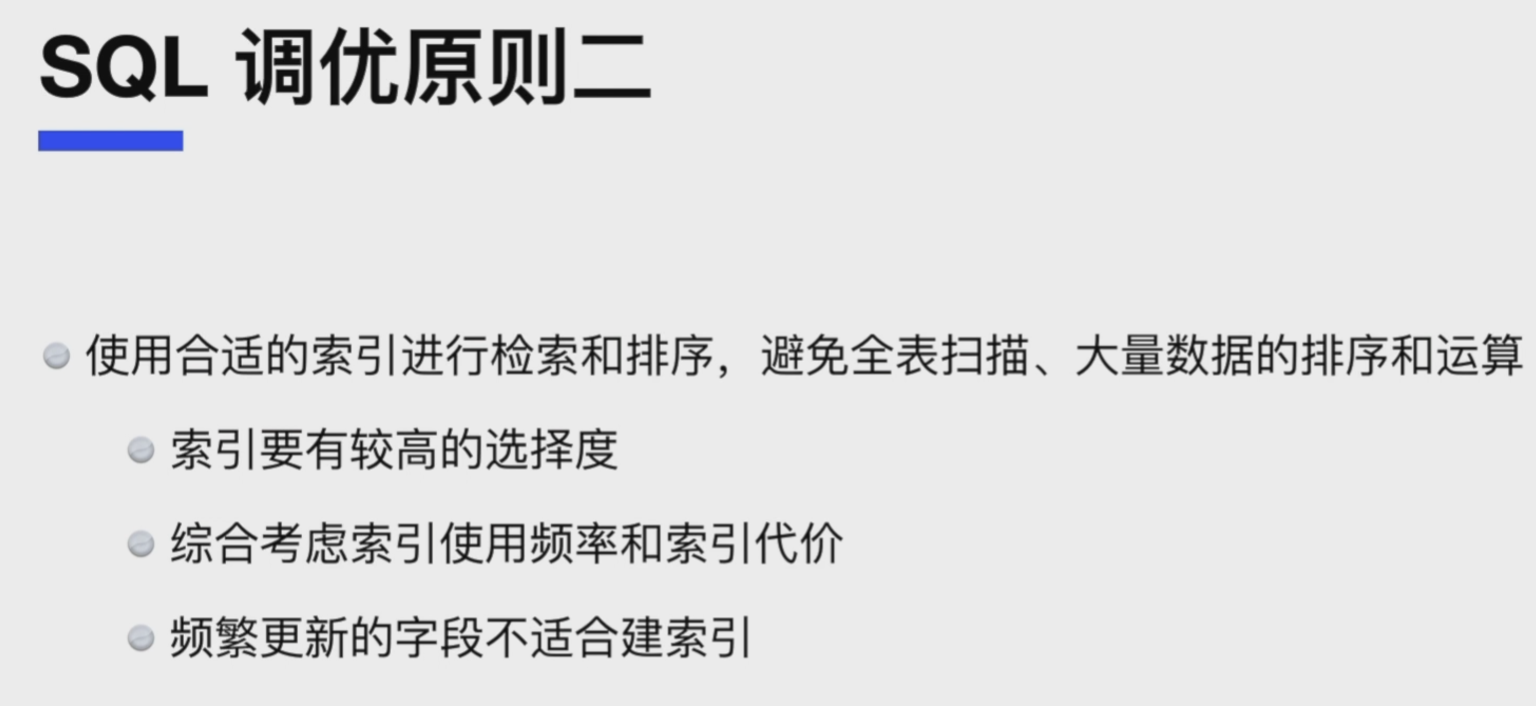 SQL 调优原则二
使用合适的索引进行检索和排序，避免全表扫描、大量数据的排序和运算
索引要有较高的选择度
综合考虑索引使用频率和索引代价
频繁更新的字段不适合建索引